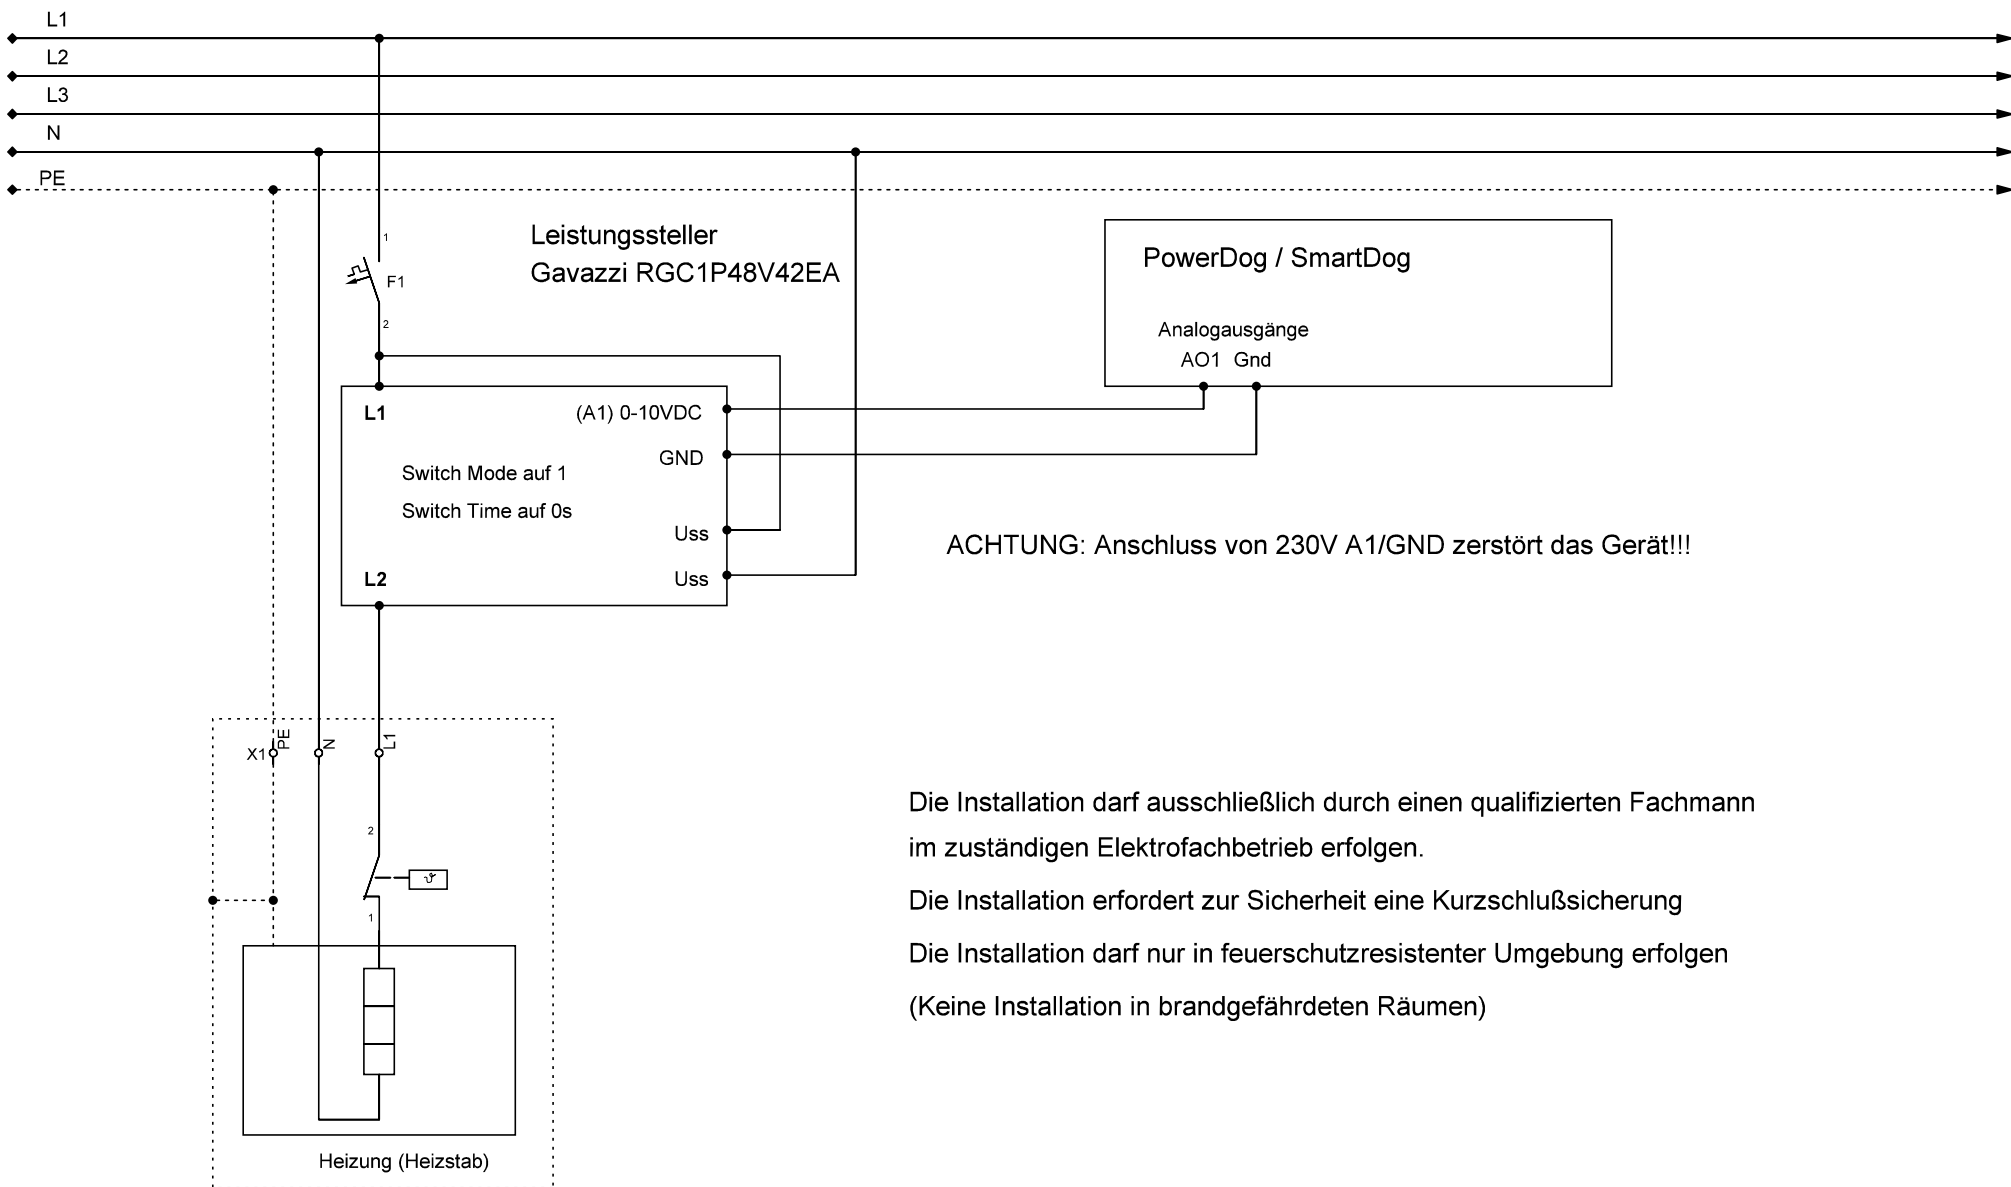 L1
L2
L3
N
PE
Leistungssteller
Gavazzi RGC1P48V42EA
PowerDog / SmartDog
Analogausgänge
AO1 Gnd
1
F1
2
L1
(A1) 0-10VDC
GND
Switch Mode auf 1
Switch Time auf 0s
Uss
L2
Uss
ACHTUNG: Anschluss von 230V A1/GND zerstört das Gerät!!!
X1
PE
N
L1
2
ϑ
1
Heizung (Heizstab)
Die Installation darf ausschließlich durch einen qualifizierten Fachmann
im zuständigen Elektrofachbetrieb erfolgen.
Die Installation erfordert zur Sicherheit eine Kurzschlußsicherung
Die Installation darf nur in feuerschutzresistenter Umgebung erfolgen
(Keine Installation in brandgefährdeten Räumen)